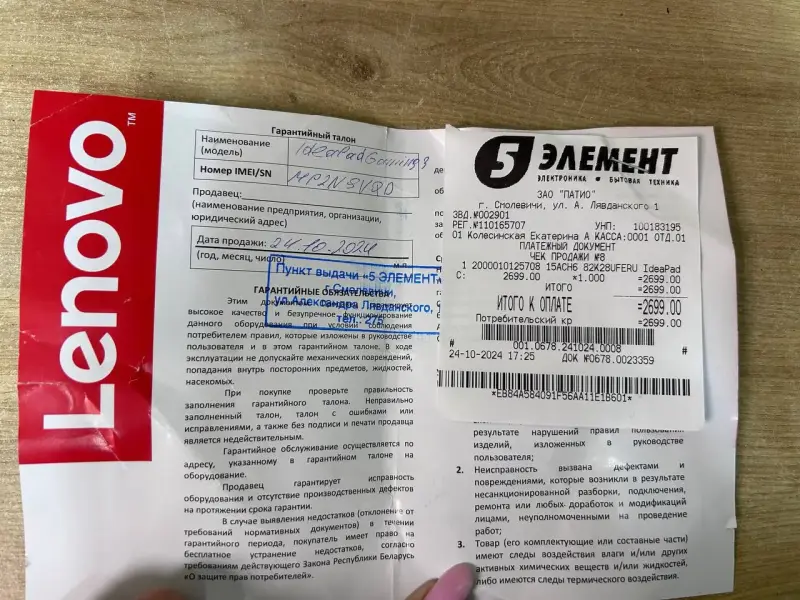 Lenovo™
Гарантийный талон
Наименование
(модель)
IdeaPad Gaming 3
Номер IMEI/SN
MP2N5VQD
Продавец:
(наименование предприятия, организации,
юридический адрес)
Дата продажи: 24.10.2024
(год, месяц, число)
м.п.
Пункт выдачи «5 ЭЛЕМЕНТ
г.Смолевичи,
ул.Александра Лявданского,
тел.: 275
ГАРАНТИЙНЫЕ ОБЯЗАТЕЛЬСТВА
Этим документом
высокое качество и безупречное функционирование
данного оборудования при условии соблюдения
потребителем правил, которые изложены в руководстве
пользователя и в этом гарантийном талоне. В ходе
эксплуатации не допускайте механических повреждений,
попадания внутрь посторонних предметов, жидкостей,
насекомых.
При покупке проверьте правильность
заполнения гарантийного талона. Неправильно
заполненный талон, талон с ошибками или
исправлениями, а также без подписи и печати продавца
является недействительным.
Гарантийное обслуживание осуществляется по
адресу, указанному в гарантийном талоне на
оборудование.
Продавец гарантирует исправность
оборудования и отсутствие производственных дефектов
на протяжении срока гарантии.
В случае выявления недостатков (отклонение от
требований нормативных документов) в течении
гарантийного периода, покупатель имеет право на
бесплатное устранение недостатков, согласно
требованиям действующего Закона Республики Беларусь
«О защите прав потребителей».
5 ЭЛЕМЕНТ
ЭЛЕКТРОНИКА • БЫТОВАЯ ТЕХНИКА
ЗАО "ПАТИО"
г. Смолевичи, ул. А. Лявданского 1
ЗВД.№002901
РЕГ.№110165707 УНП: 100183195
01 Колесинская Екатерина А КАССА:0001 ОТД.01
ПЛАТЕЖНЫЙ ДОКУМЕНТ
ЧЕК ПРОДАЖИ №8
1 2000010125708 15ACH6 82K28UFERU IdeaPad
С: 2699.00 *1.000 =2699.00
ИТОГО =2699.00
ИТОГО К ОПЛАТЕ =2699.00
Потребительский кр =2699.00
# 001.0678.241024.0008 #
24-10-2024 17:25 ДОК №0678.0023359
*EB84A584091F56AA11E1B601*
результате нарушений правил пользования
изделий, изложенных в руководстве
пользователя;
2. Неисправность вызвана дефектами и
повреждениями, которые возникли в результате
несанкционированной разборки, подключения,
ремонта или любых доработок и модификаций
лицами, неуполномоченными на проведение
работ;
3. Товар (его комплектующие или составные части)
имеют следы воздействия влаги и/или других
активных химических веществ и/или жидкостей,
либо имеются следы термического воздействия.